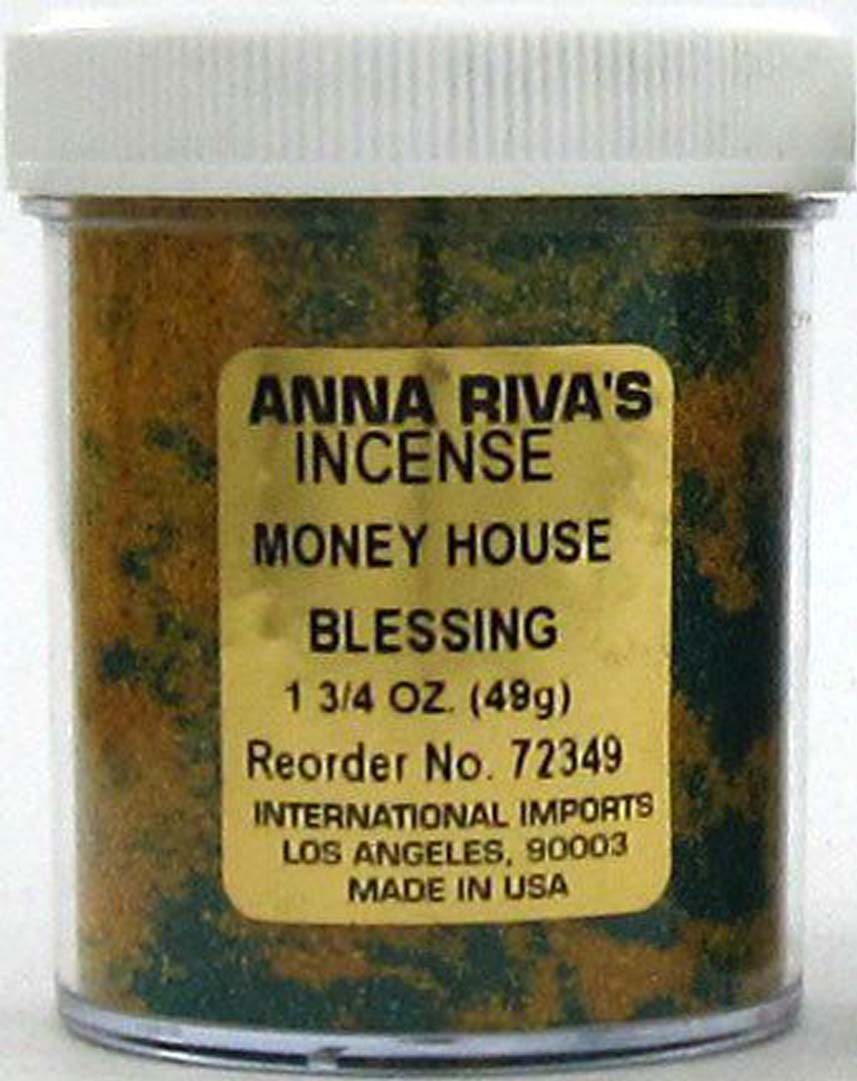 ANNA RIVA'S
INCENSE
MONEY HOUSE
BLESSING
1 3/4 OZ. (49g)
Reorder No. 72349
INTERNATIONAL IMPORTS
LOS ANGELES, 90003
MADE IN USA